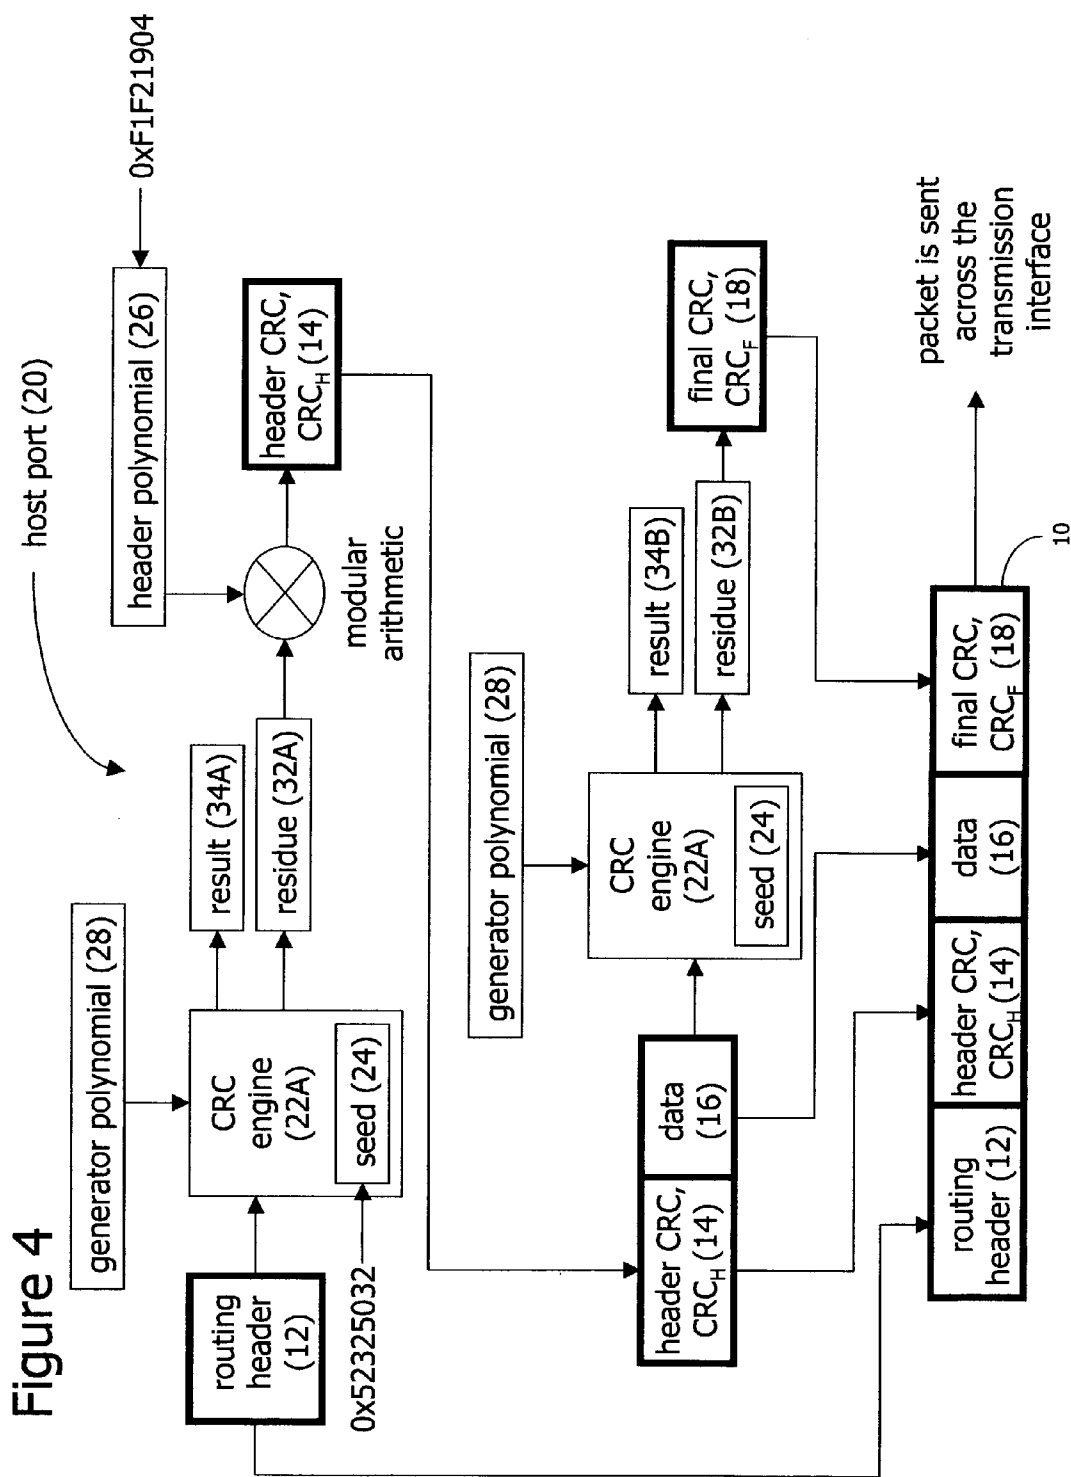 Figure 4
host port (20)
generator polynomial (28)
header polynomial (26)
0xF1F21904
routing
header
(12)
CRC
engine
(22A)
seed (24)
0x52325032
result (34A)
residue (32A)
modular
arithmetic
header CRC,
CRCH (14)
generator polynomial (28)
header CRC,
CRCH (14)
data
(16)
CRC
engine
(22A)
seed (24)
result (34B)
residue (32B)
final CRC,
CRCF (18)
routing
header (12)
header CRC,
CRCH (14)
data
(16)
final CRC,
CRCF (18)
10
packet is sent
across the
transmission
interface